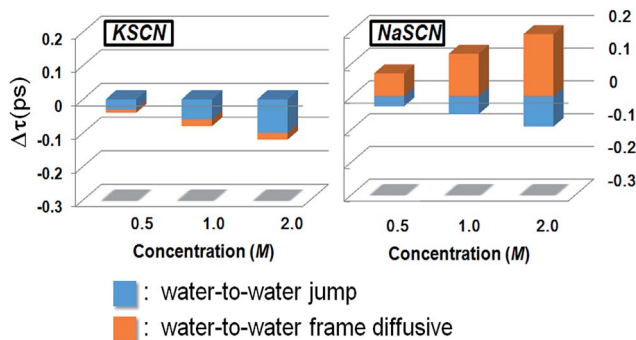 KSCN
NaSCN
Δτ(ps)
0.2
0.1
0
-0.1
-0.2
-0.3
0.2
0.1
0
-0.1
-0.2
-0.3
0.5 1.0 2.0
0.5 1.0 2.0
Concentration (M)
Concentration (M)
: water-to-water jump
: water-to-water frame diffusive